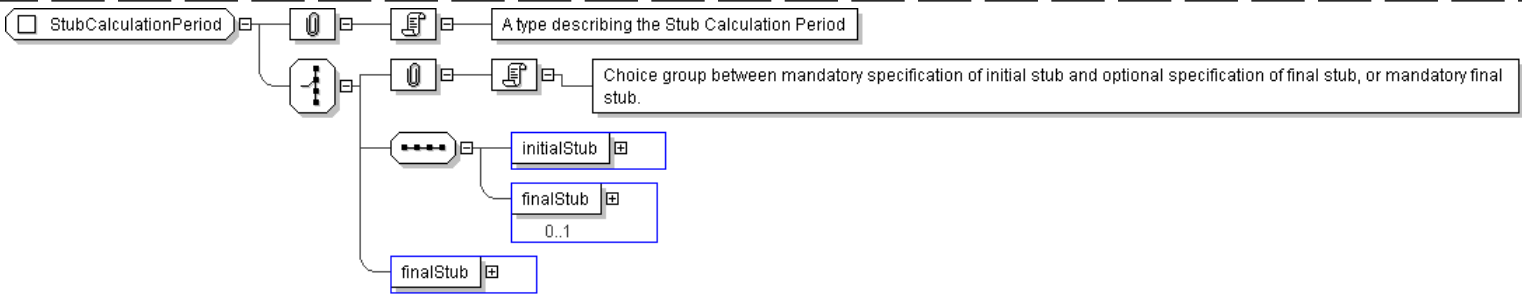 StubCalculationPeriod
A type describing the Stub Calculation Period
Choice group between mandatory specification of initial stub and optional specification of final stub, or mandatory final
stub.
initialStub
finalStub
0..1
finalStub